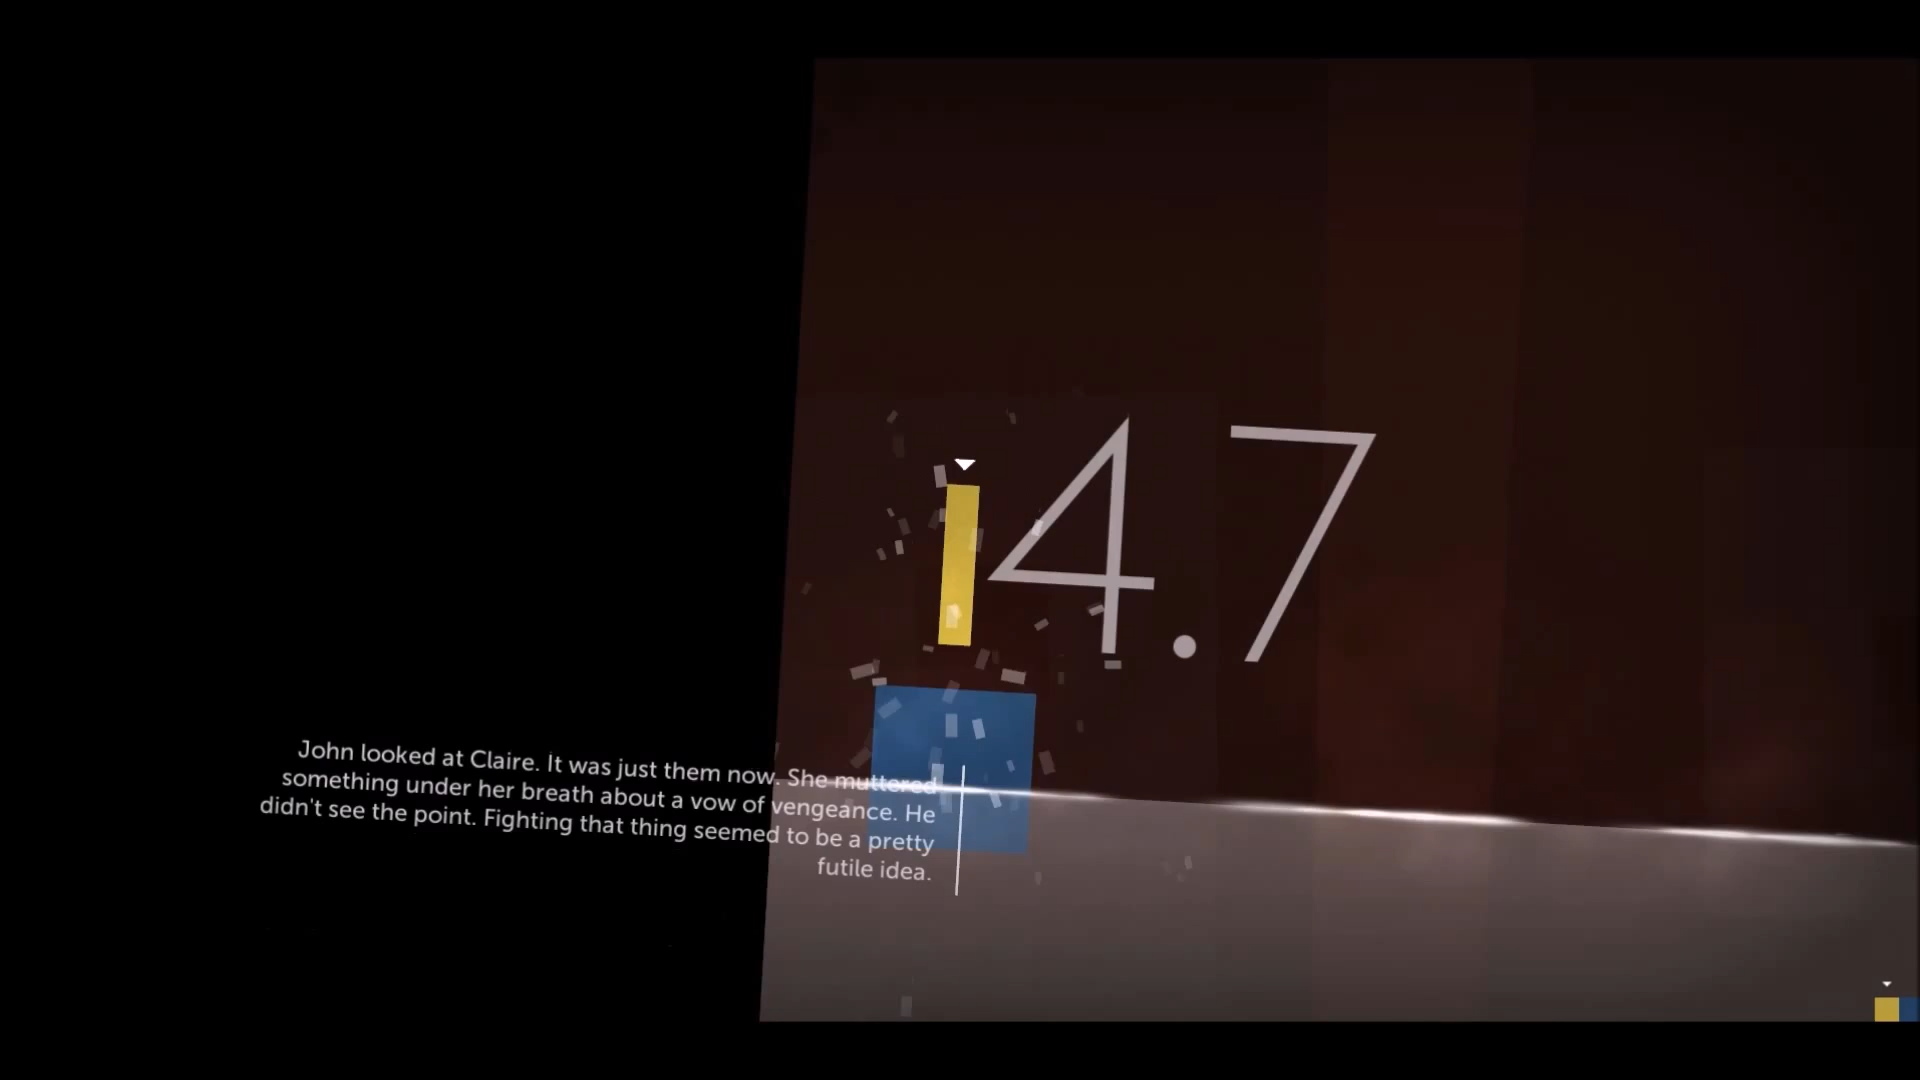 4.7
John looked at Claire. It was just them now. She muttered
something under her breath about a vow of vengeance. He
didn't see the point. Fighting that thing seemed to be a pretty
futile idea.